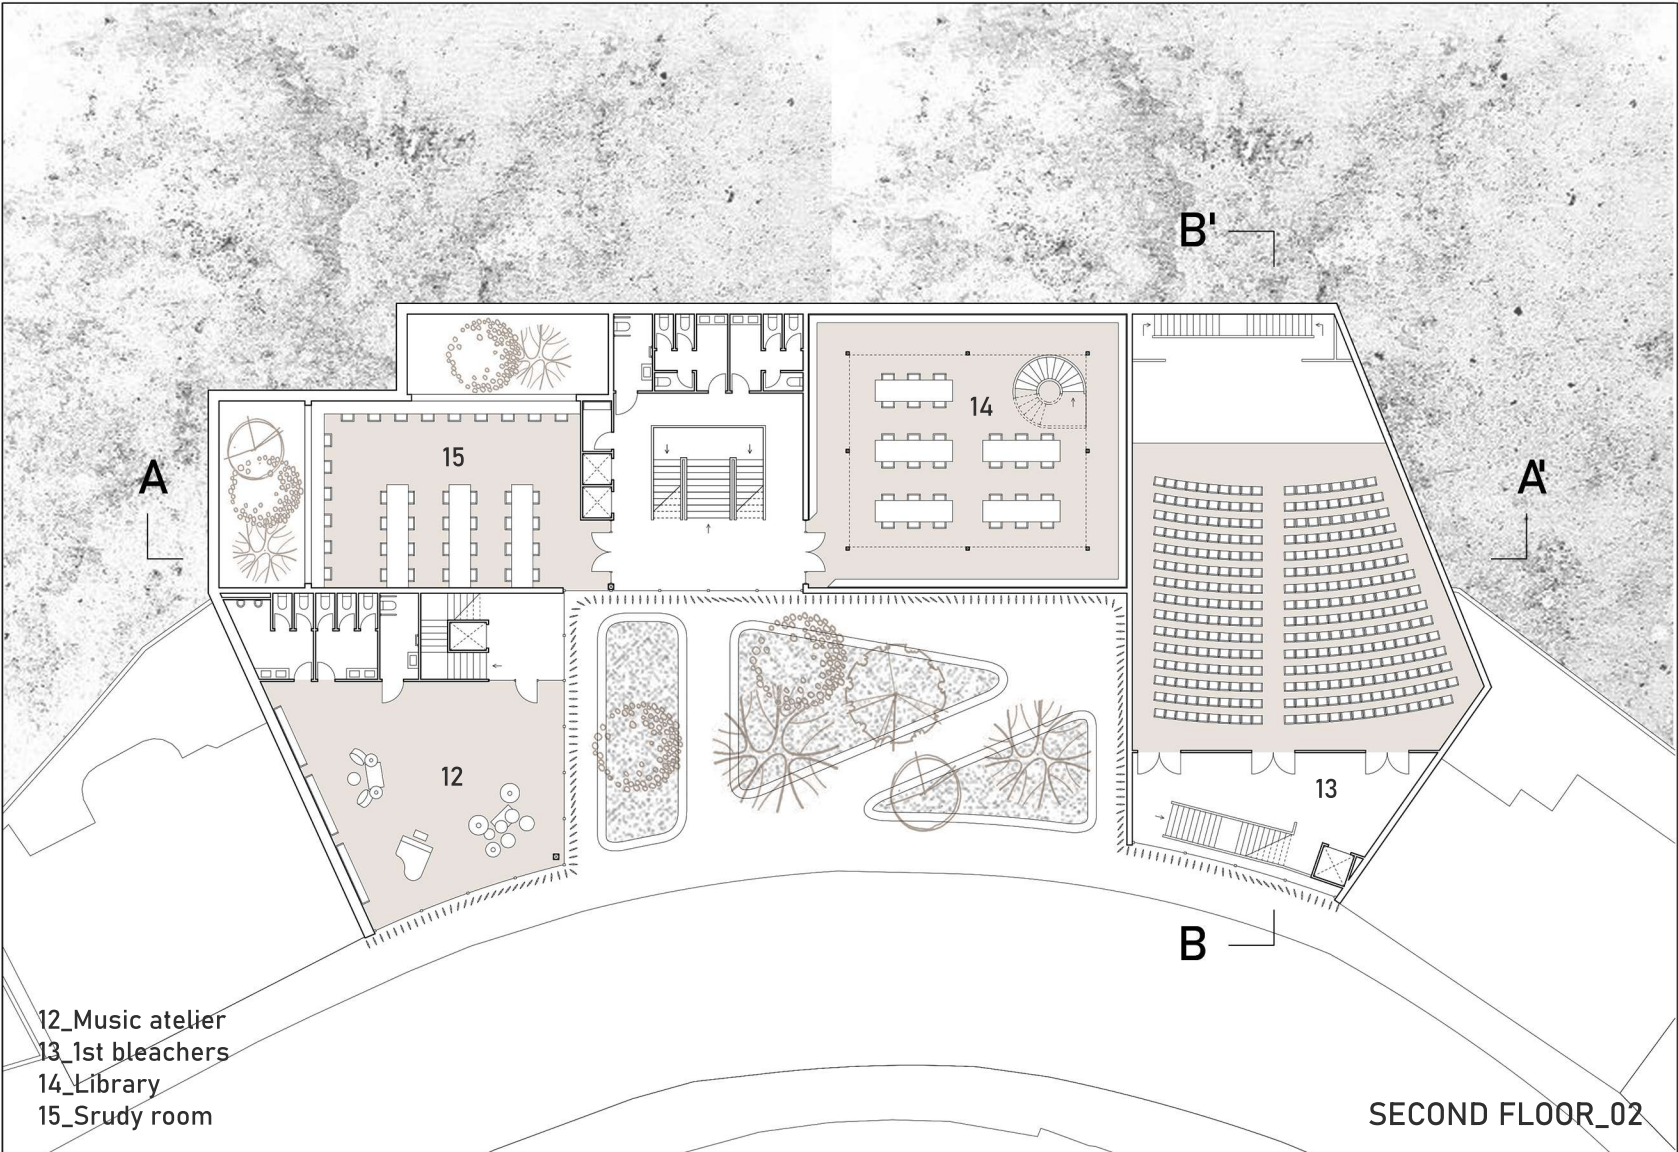 B'
14
15
A
A'
12
13
B
12_Music atelier
13_1st bleachers
14_Library
15_Srudy room
SECOND FLOOR_02